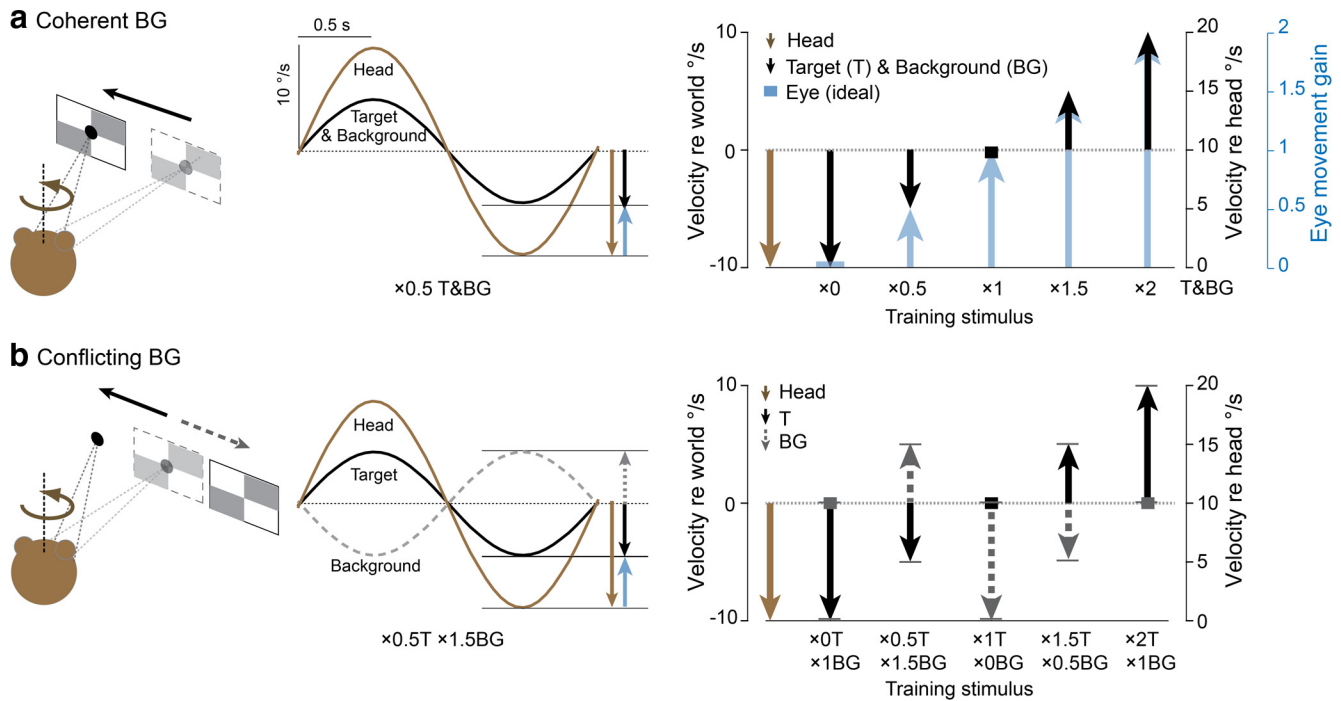 a Coherent BG
0.5 s
10 °/s
Head
Target
& Background
×0.5 T&BG
Velocity re world °/s
10
0
-10
Head
Target (T) & Background (BG)
Eye (ideal)
20
15
10
5
0
Velocity re head °/s
2
1.5
1
0.5
0
Eye movement gain
×0 ×0.5 ×1 ×1.5 ×2 T&BG
Training stimulus
b Conflicting BG
Head
Target
Background
×0.5T ×1.5BG
Velocity re world °/s
10
0
-10
Head
T
BG
20
15
10
5
0
Velocity re head °/s
×0T ×0.5T ×1T ×1.5T ×2T
×1BG ×1.5BG ×0BG ×0.5BG ×1BG
Training stimulus